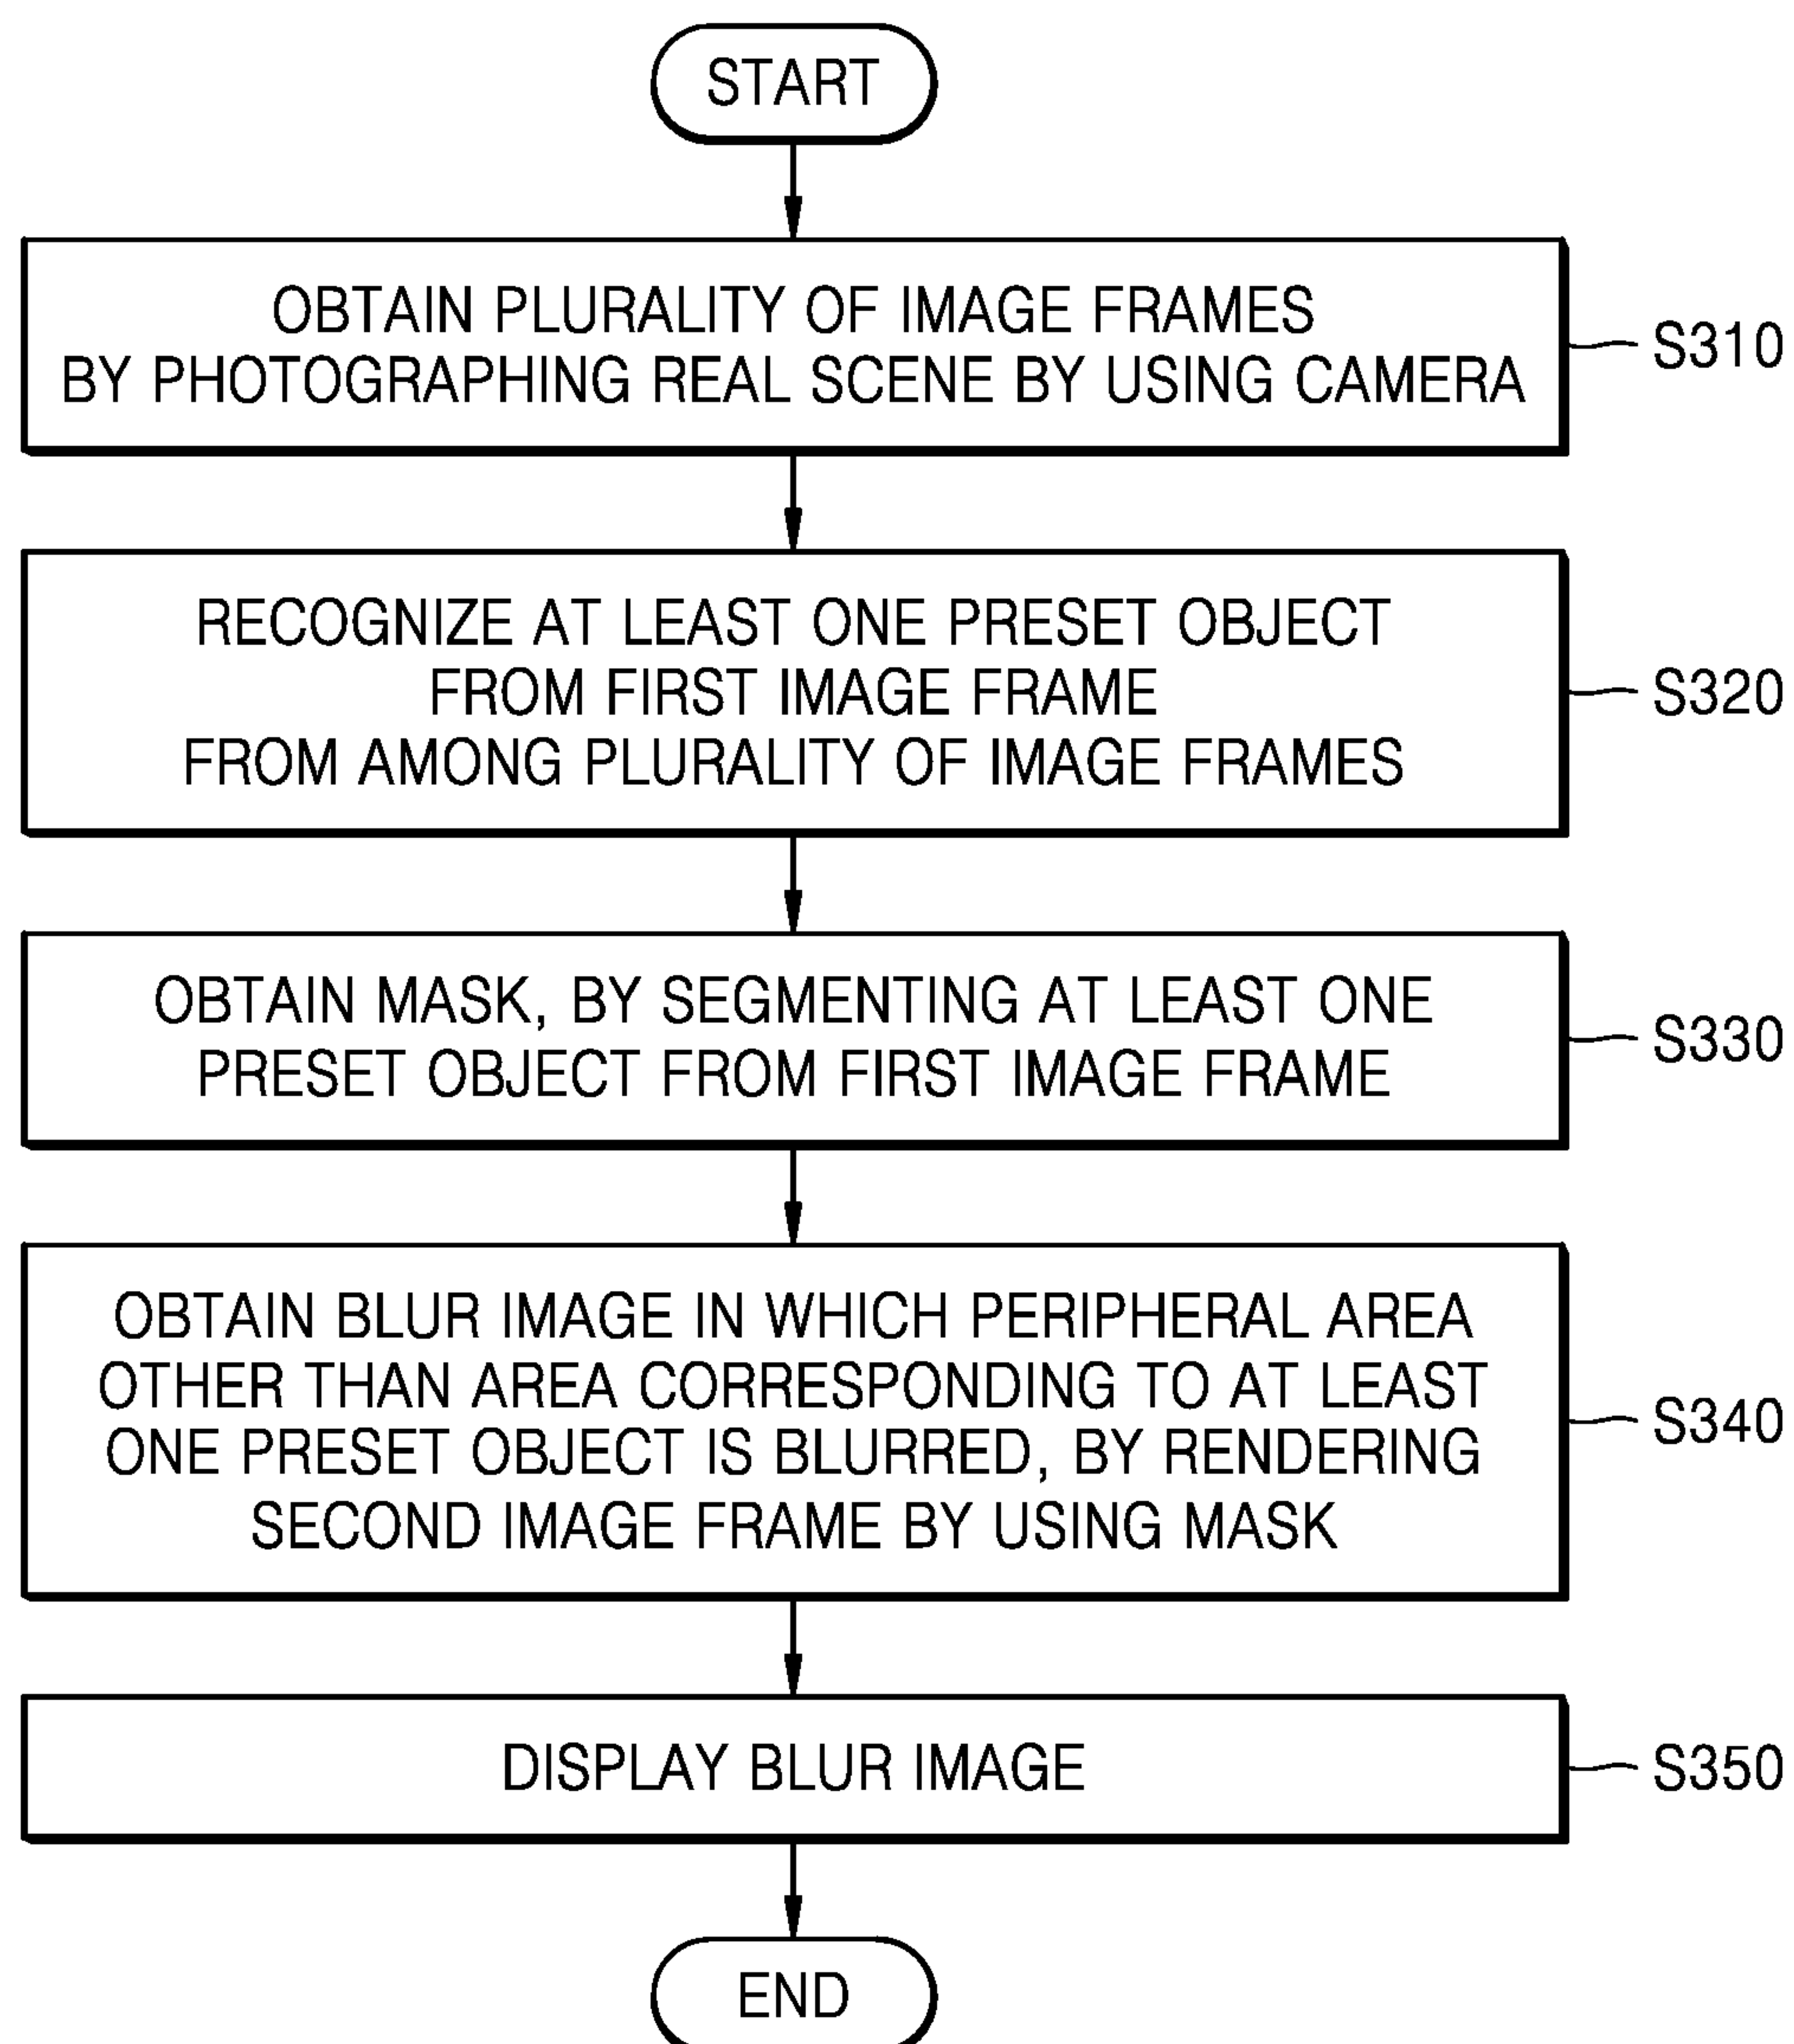 START
OBTAIN PLURALITY OF IMAGE FRAMES
BY PHOTOGRAPHING REAL SCENE BY USING CAMERA
S310
RECOGNIZE AT LEAST ONE PRESET OBJECT
FROM FIRST IMAGE FRAME
FROM AMONG PLURALITY OF IMAGE FRAMES
S320
OBTAIN MASK, BY SEGMENTING AT LEAST ONE
PRESET OBJECT FROM FIRST IMAGE FRAME
S330
OBTAIN BLUR IMAGE IN WHICH PERIPHERAL AREA
OTHER THAN AREA CORRESPONDING TO AT LEAST
ONE PRESET OBJECT IS BLURRED, BY RENDERING
SECOND IMAGE FRAME BY USING MASK
S340
DISPLAY BLUR IMAGE
S350
END